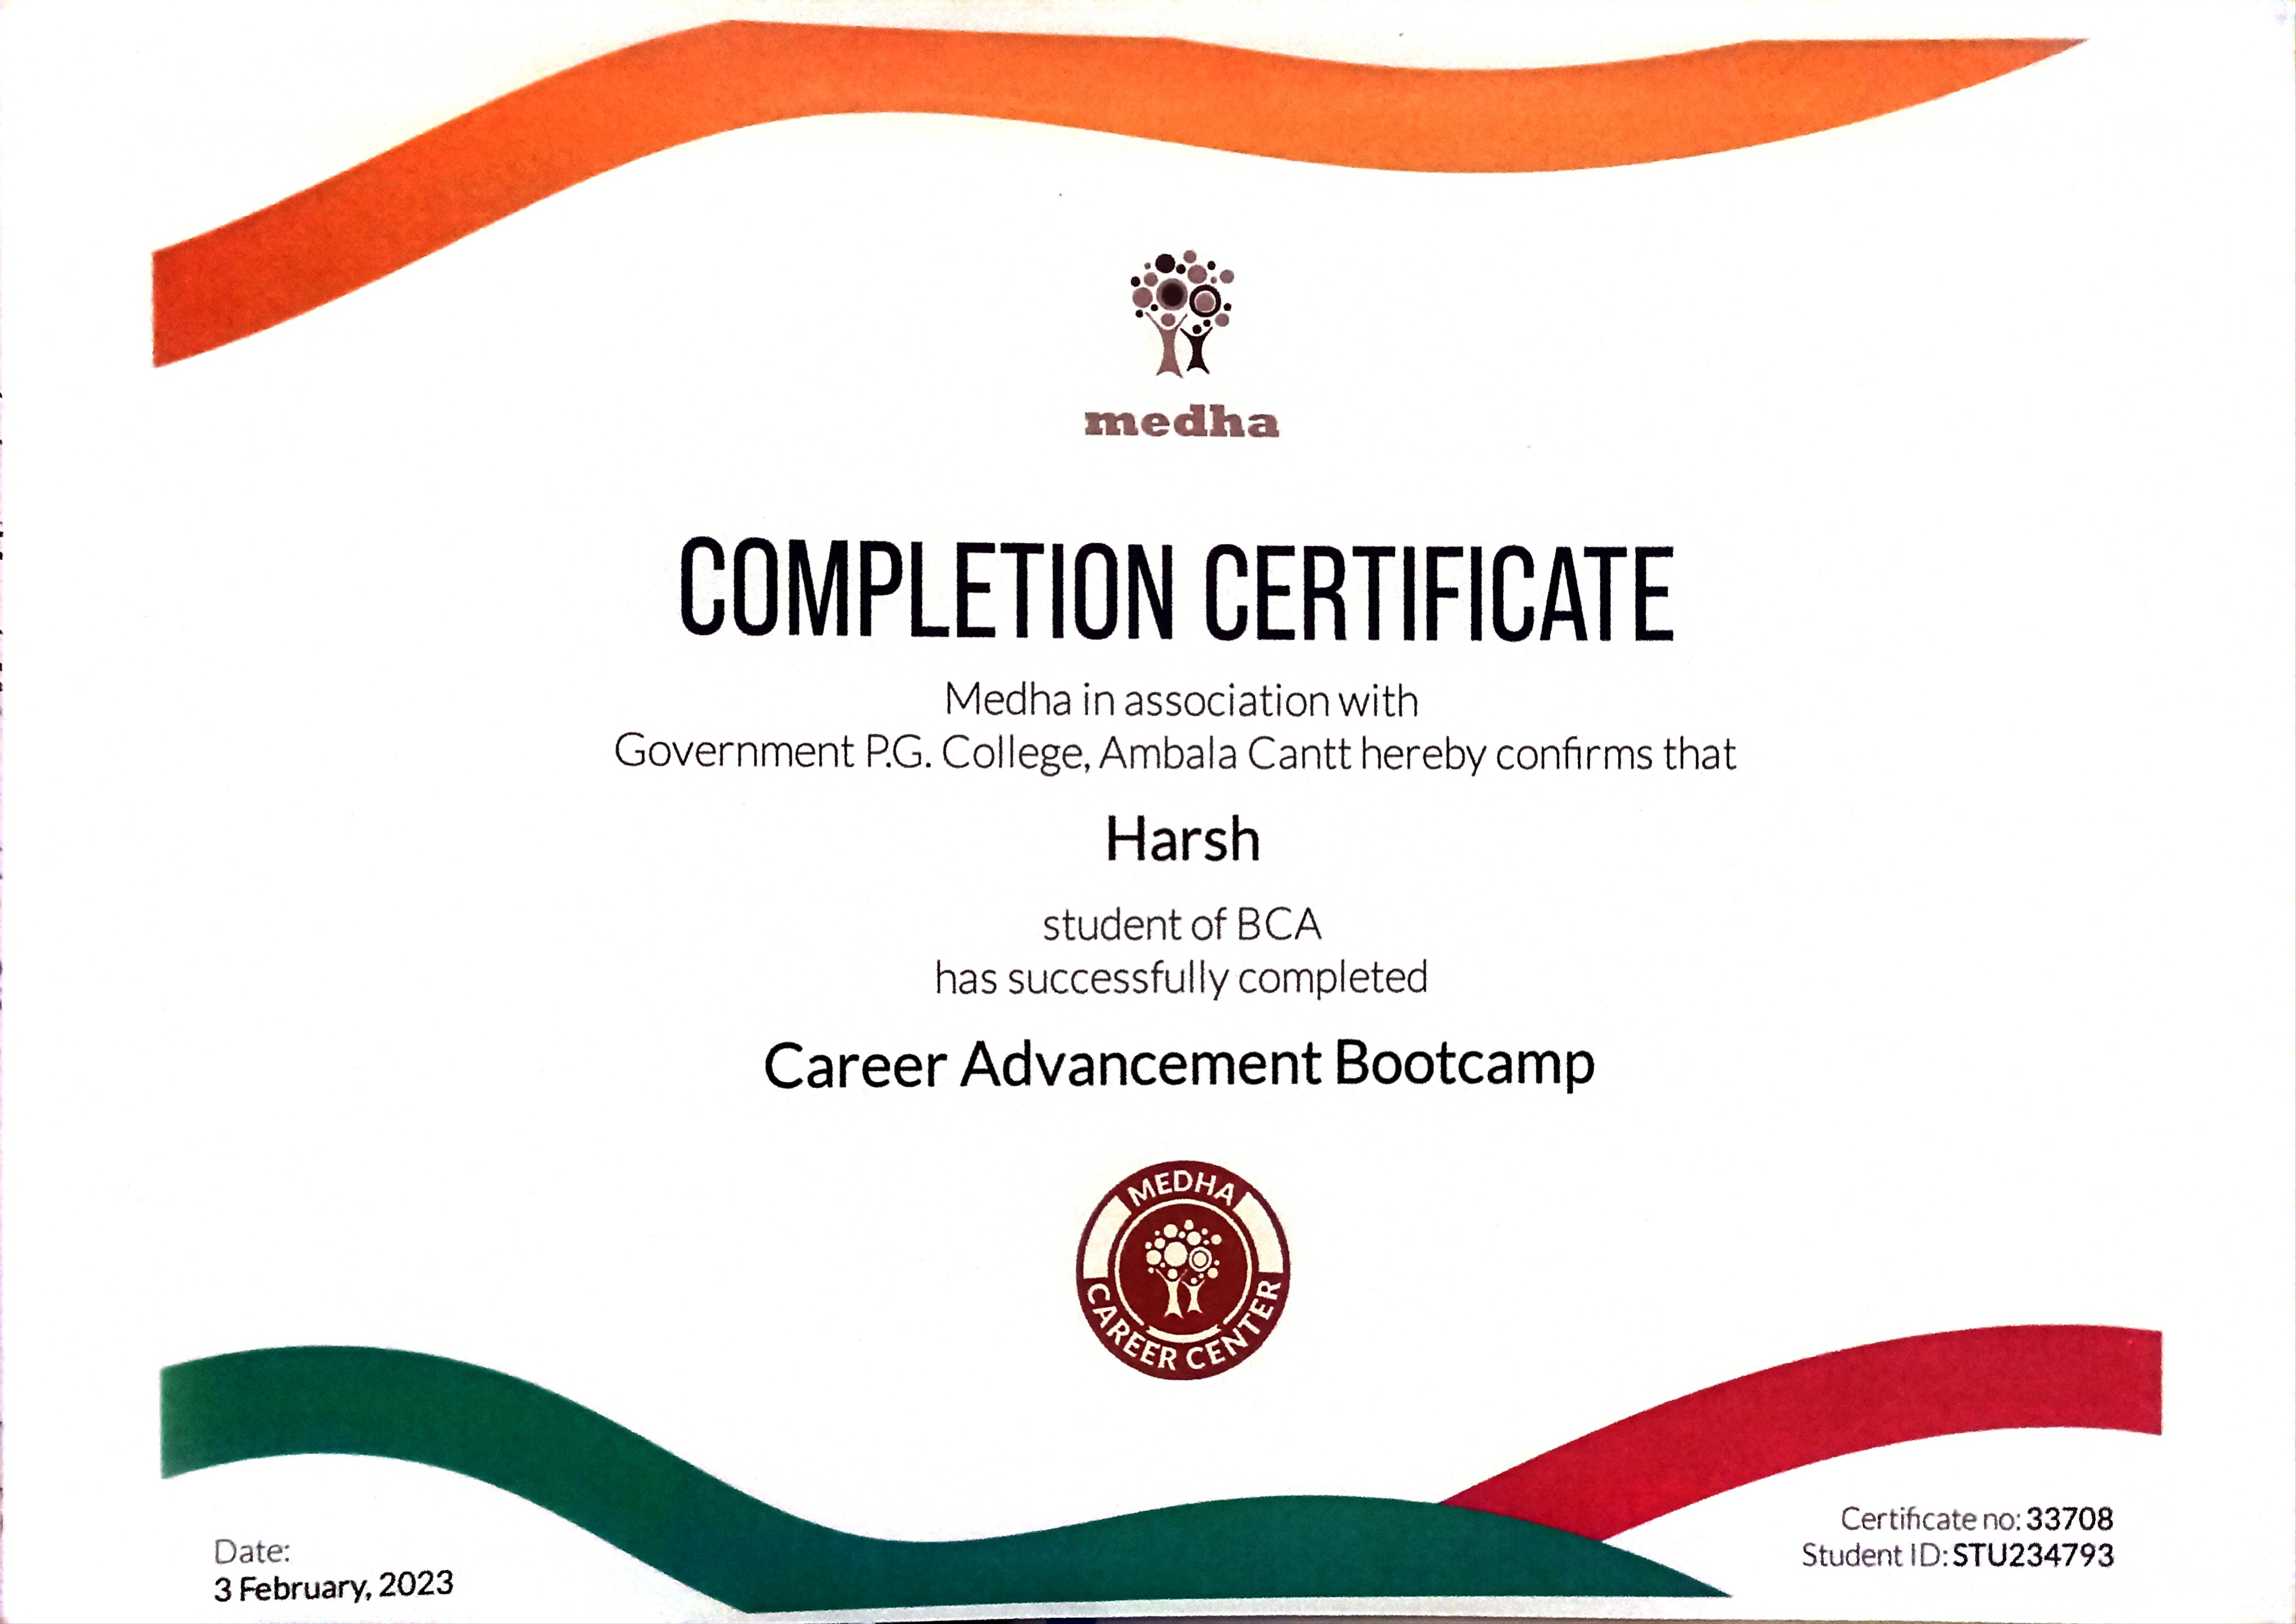 medha
COMPLETION CERTIFICATE
Medha in association with
Government P.G. College, Ambala Cantt hereby confirms that
Harsh
student of BCA
has successfully completed
Career Advancement Bootcamp
MEDHA
CAREER CENTER
Date:
3 February, 2023
Certificate no: 33708
Student ID: STU234793